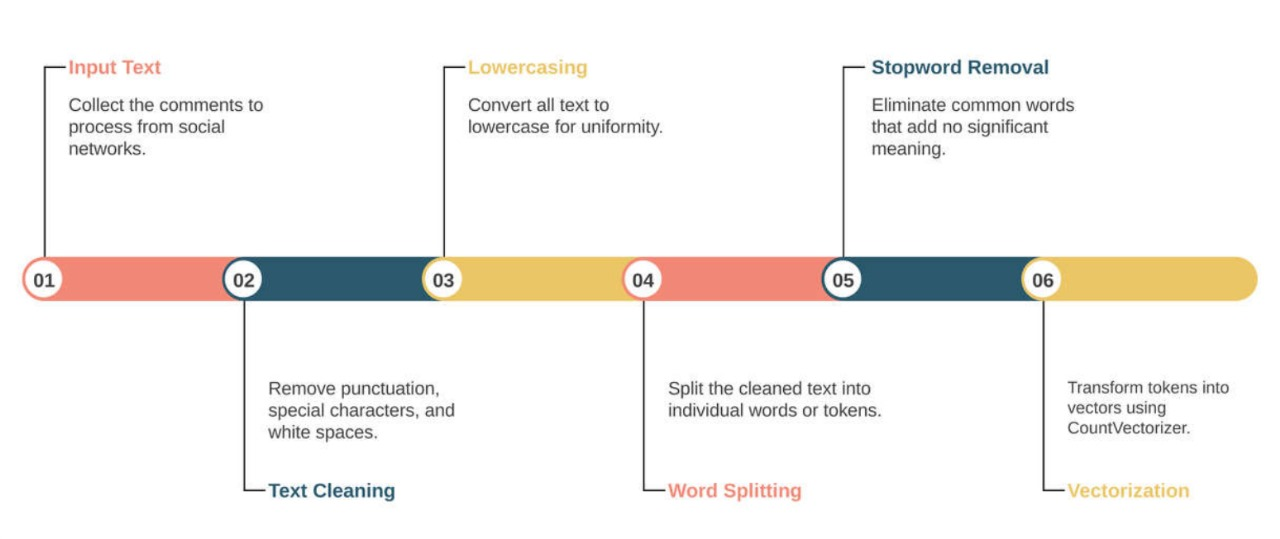 01
Input Text
Collect the comments to
process from social
networks.
02
Remove punctuation,
special characters, and
white spaces.
Text Cleaning
03
Lowercasing
Convert all text to
lowercase for uniformity.
04
Split the cleaned text into
individual words or tokens.
Word Splitting
05
Stopword Removal
Eliminate common words
that add no significant
meaning.
06
Transform tokens into
vectors using
CountVectorizer.
Vectorization